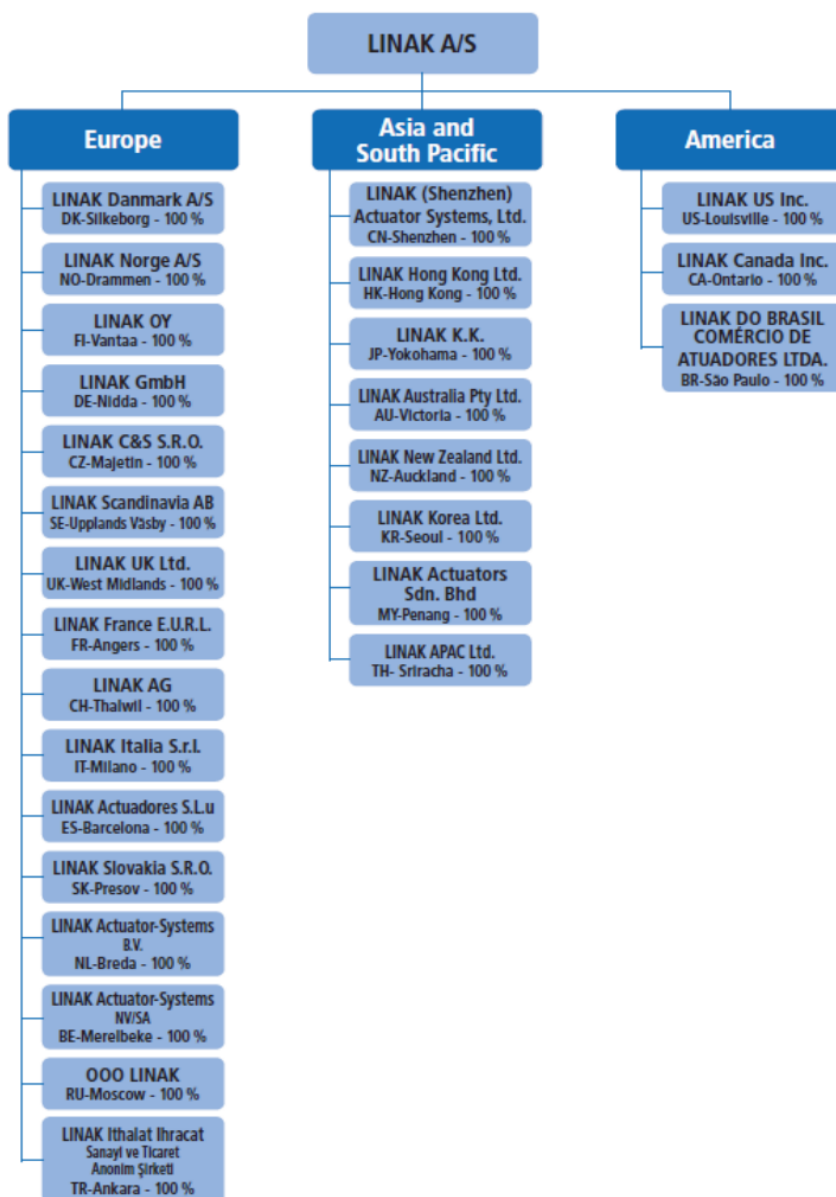 LINAK A/S
Europe
LINAK Danmark A/S
DK-Silkeborg - 100 %
LINAK Norge A/S
NO-Drammen - 100 %
LINAK OY
FI-Vantaa - 100 %
LINAK GmbH
DE-Nidda - 100 %
LINAK C&S S.R.O.
CZ-Majetin - 100 %
LINAK Scandinavia AB
SE-Upplands Väsby - 100 %
LINAK UK Ltd.
UK-West Midlands - 100 %
LINAK France E.U.R.L.
FR-Angers - 100 %
LINAK AG
CH-Thalwil - 100 %
LINAK Italia S.r.l.
IT-Milano - 100 %
LINAK Actuadores S.L.u
ES-Barcelona - 100 %
LINAK Slovakia S.R.O.
SK-Presov - 100 %
LINAK Actuator-Systems
B.V.
NL-Breda - 100 %
LINAK Actuator-Systems
NV/SA
BE-Merelbeke - 100 %
OOO LINAK
RU-Moscow - 100 %
LINAK Ithalat Ihracat
Sanayi ve Ticaret
Anonim Şirketi
TR-Ankara - 100 %
Asia and
South Pacific
LINAK (Shenzhen)
Actuator Systems, Ltd.
CN-Shenzhen - 100 %
LINAK Hong Kong Ltd.
HK-Hong Kong - 100 %
LINAK K.K.
JP-Yokohama - 100 %
LINAK Australia Pty Ltd.
AU-Victoria - 100 %
LINAK New Zealand Ltd.
NZ-Auckland - 100 %
LINAK Korea Ltd.
KR-Seoul - 100 %
LINAK Actuators
Sdn. Bhd
MY-Penang - 100 %
LINAK APAC Ltd.
TH- Sriracha - 100 %
America
LINAK US Inc.
US-Louisville - 100 %
LINAK Canada Inc.
CA-Ontario - 100 %
LINAK DO BRASIL
COMÉRCIO DE
ATUADORES LTDA.
BR-São Paulo - 100 %